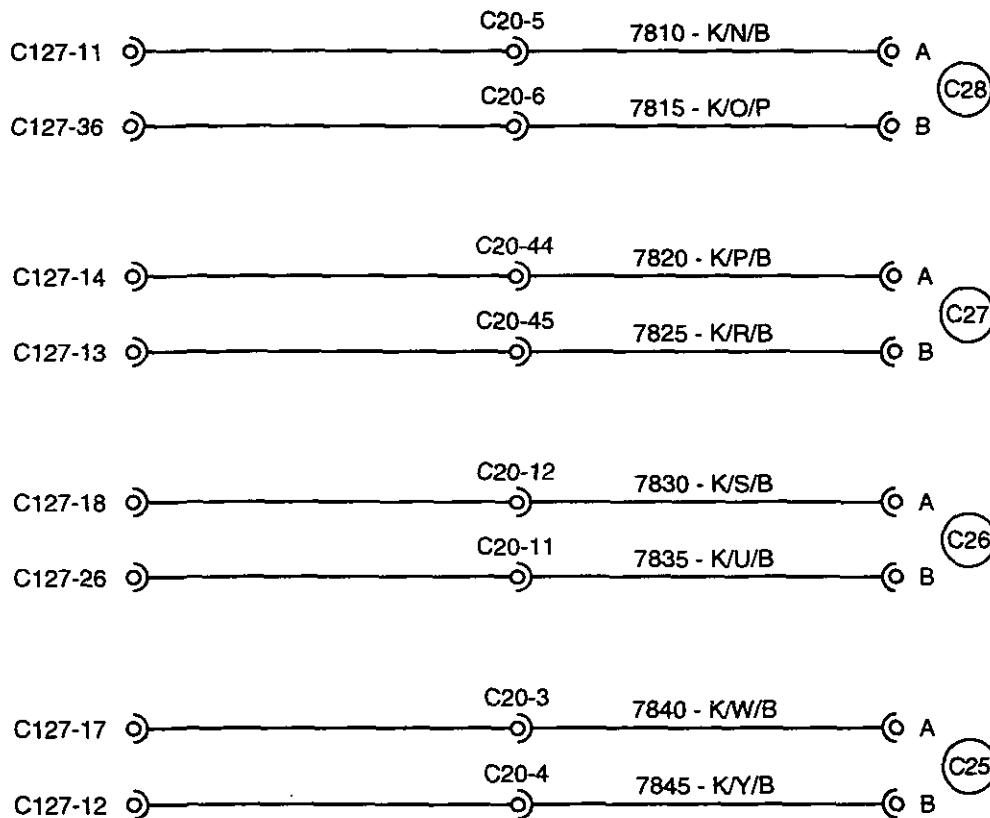 C127-11 C20-5 7810 - K/N/B A
C28
C127-36 C20-6 7815 - K/O/P B
C127-14 C20-44 7820 - K/P/B A
C27
C127-13 C20-45 7825 - K/R/B B
C127-18 C20-12 7830 - K/S/B A
C26
C127-26 C20-11 7835 - K/U/B B
C127-17 C20-3 7840 - K/W/B A
C25
C127-12 C20-4 7845 - K/Y/B B